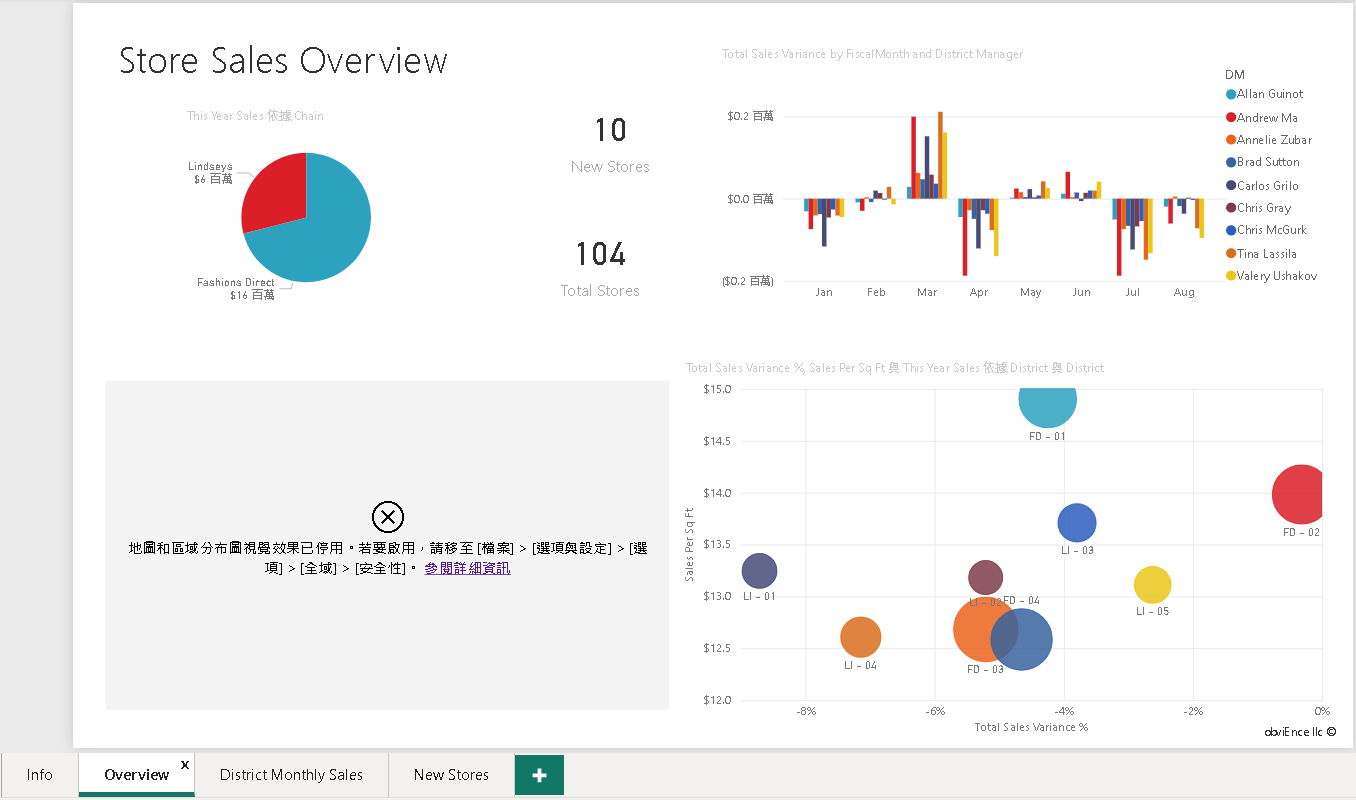 Store Sales Overview
This Year Sales 依據 Chain
Lindseys
$6 百萬
Fashions Direct
$16 百萬
10
New Stores
104
Total Stores
Total Sales Variance by FiscalMonth and District Manager
$0.2 百萬
$0.0 百萬
($0.2 百萬)
Jan Feb Mar Apr May Jun Jul Aug
DM
Allan Guinot
Andrew Ma
Annelie Zubar
Brad Sutton
Carlos Grilo
Chris Gray
Chris McGurk
Tina Lassila
Valery Ushakov
地圖和區域分布圖視覺效果已停用。若要啟用，請移至 [檔案] > [選項與設定] > [選
項] > [全域] > [安全性]。 參閱詳細資訊
Total Sales Variance %, Sales Per Sq Ft 與 This Year Sales 依據 District 與 District
Sales Per Sq Ft
$15.0
$14.5
$14.0
$13.5
$13.0
$12.5
$12.0
FD - 01
FD - 02
LI - 03
LI - 01
LI - 02
FD - 04
LI - 05
LI - 04
FD - 03
-8% -6% -4% -2% 0%
Total Sales Variance %
obviEnce llc ©
Info
Overview
x
District Monthly Sales
New Stores
+